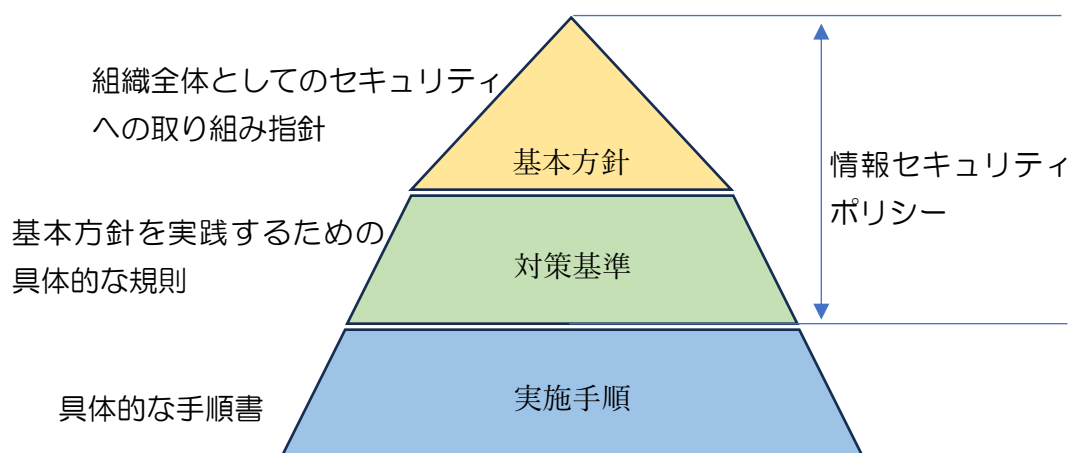 組織全体としてのセキュリティ
への取り組み指針
基本方針
情報セキュリティ
ポリシー
基本方針を実践するための
具体的な規則
対策基準
具体的な手順書
実施手順